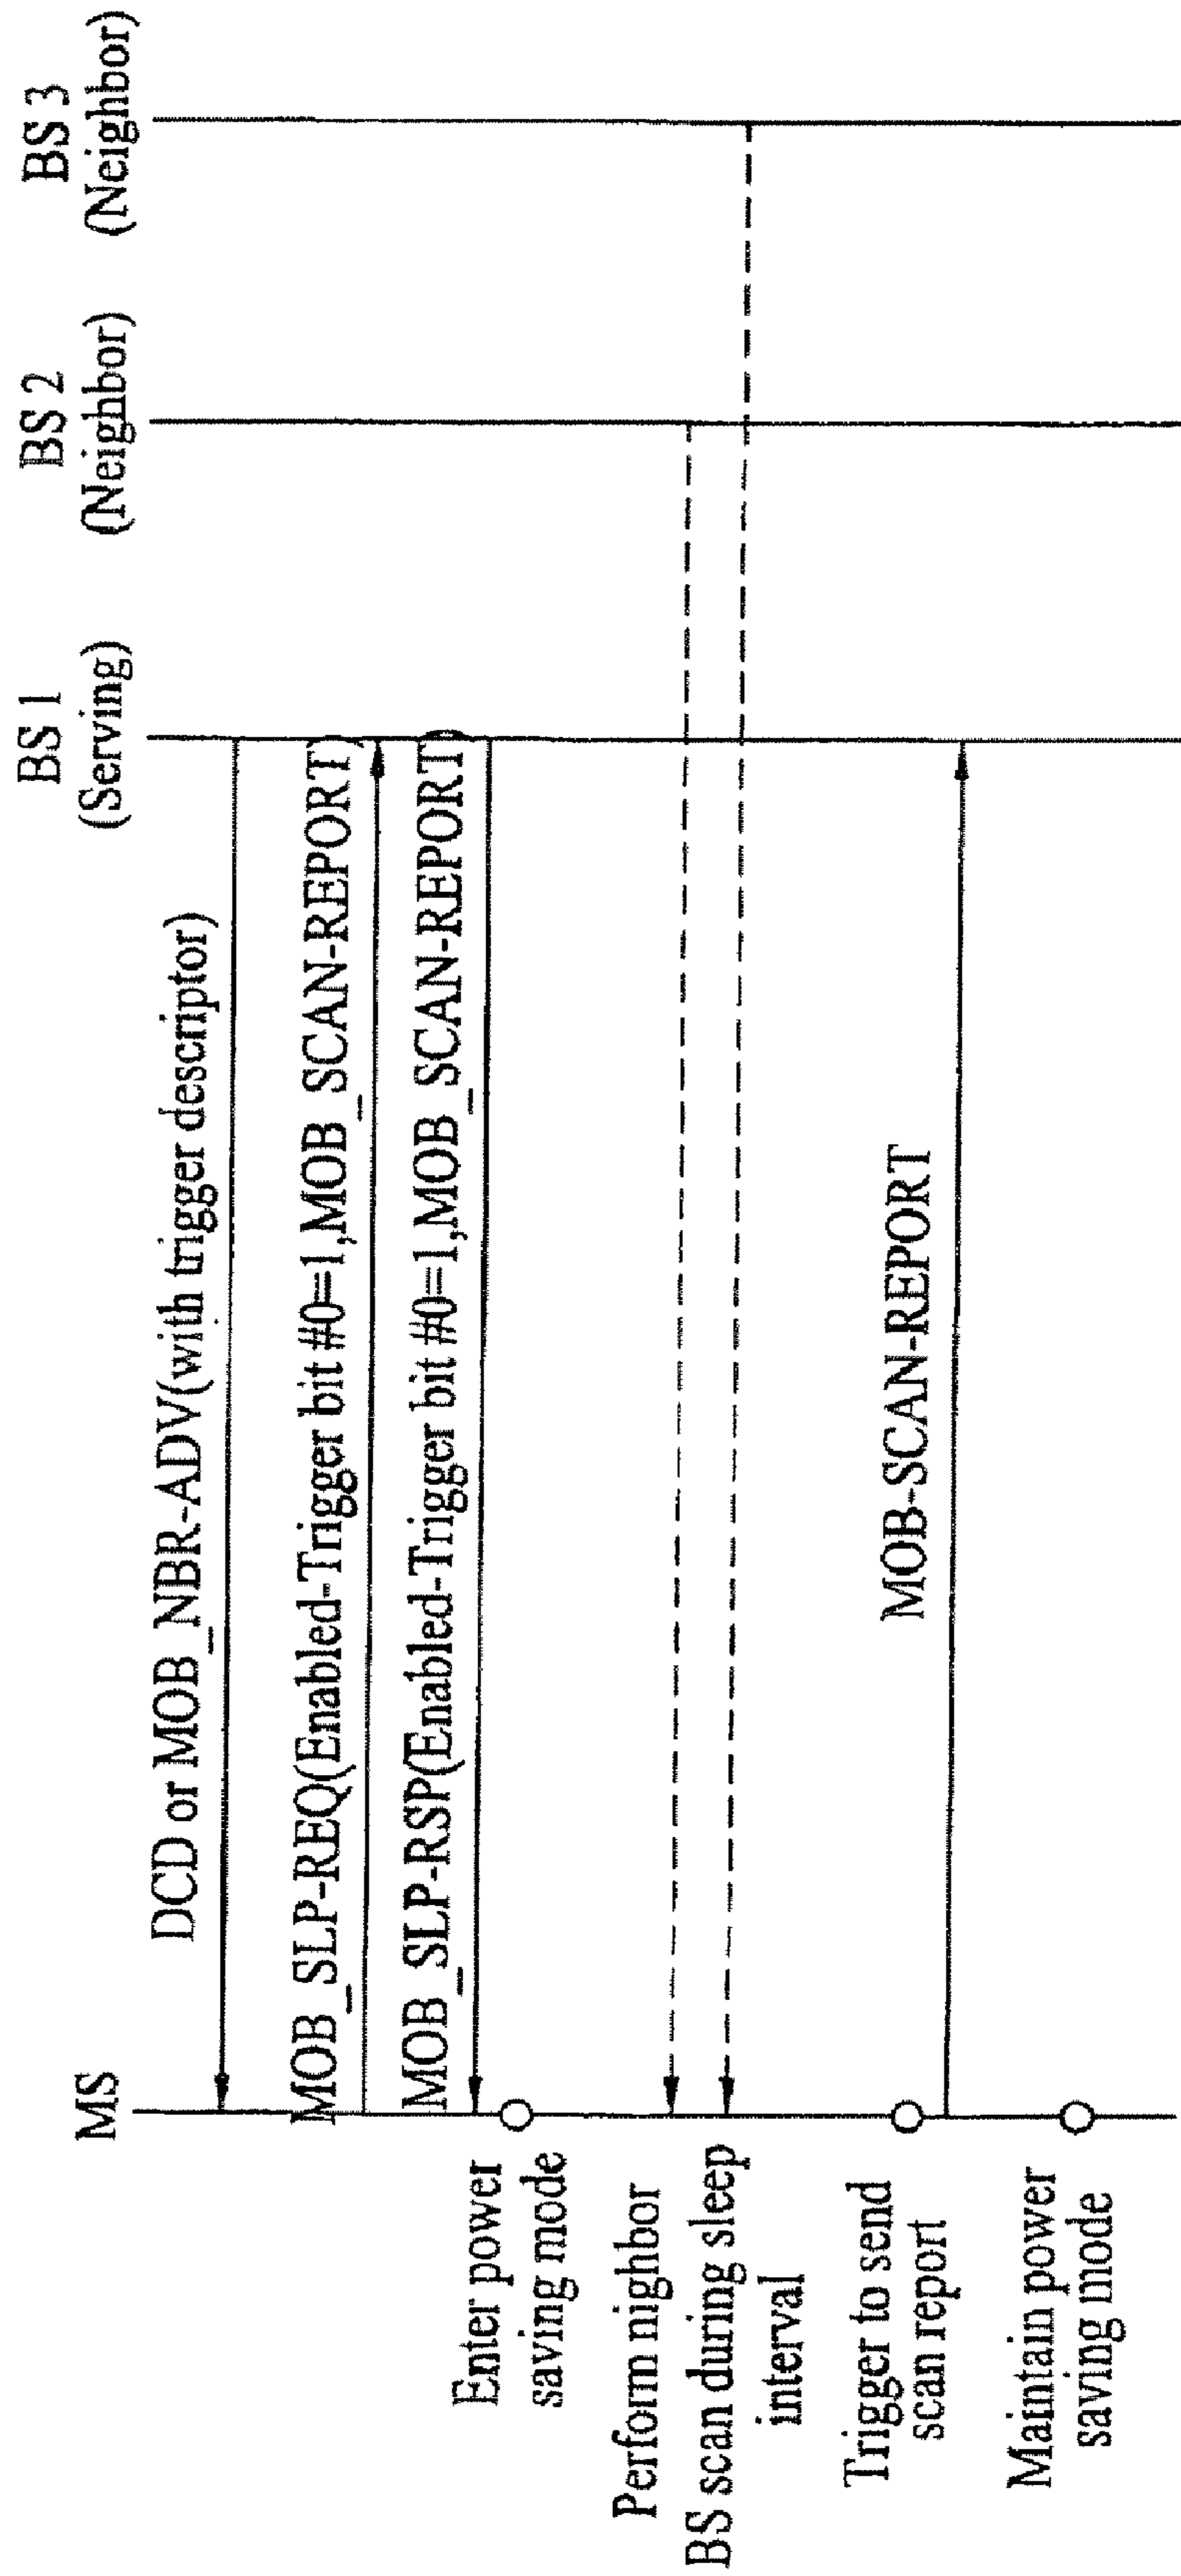 MS
BS 1
(Serving)
BS 2
(Neighbor)
BS 3
(Neighbor)
DCD or MOB_NBR-ADV(with trigger descriptor)
MOB_SLP-REQ(Enabled-Trigger bit #0=1,MOB_SCAN-REPORT)
MOB_SLP-RSP(Enabled-Trigger bit #0=1,MOB_SCAN-REPORT)
Enter power
saving mode
Perform nighbor
BS scan during sleep
interval
Trigger to send
scan report
MOB-SCAN-REPORT
Maintain power
saving mode